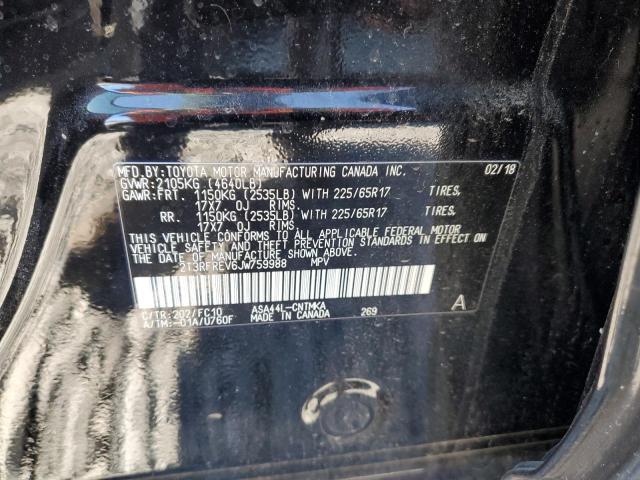 MFD.BY:TOYOTA MOTOR MANUFACTURING CANADA INC. 02/18
GVWR:2105KG (4640LB)
GAWR:FRT. 1150KG (2535LB) WITH 225/65R17 TIRES,
17X7 0J RIMS
RR. 1150KG (2535LB) WITH 225/65R17 TIRES,
17X7 0J RIMS
THIS VEHICLE CONFORMS TO ALL APPLICABLE FEDERAL MOTOR
VEHICLE SAFETY AND THEFT PREVENTION STANDARDS IN EFFECT ON
THE DATE OF MANUFACTURE SHOWN ABOVE.
2T3RFREV6JW759988 MPV
A
C/TR:202/FC10 ASA44L-CNTMKA 269
A/TM:-01A/U760F MADE IN CANADA